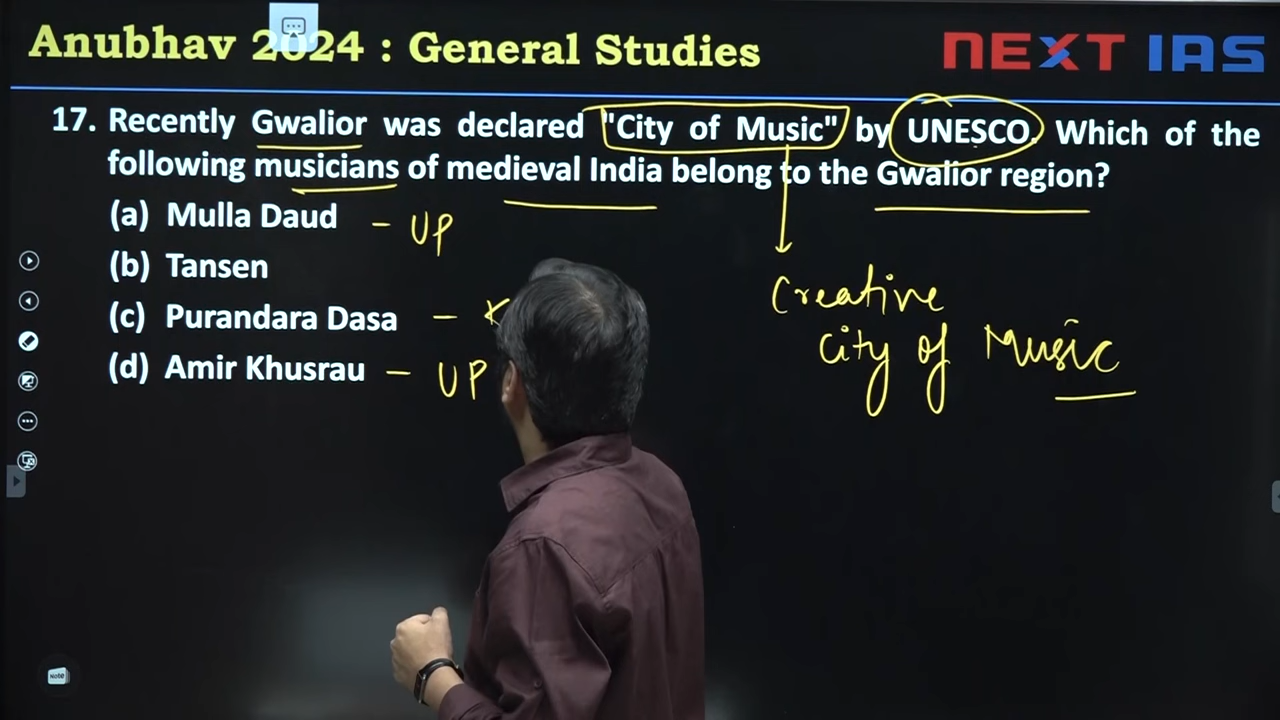 Anubhav 2024 : General Studies
NEXT IAS
17. Recently Gwalior was declared "City of Music" by UNESCO. Which of the
following musicians of medieval India belong to the Gwalior region?
(a) Mulla Daud - UP
(b) Tansen
(c) Purandara Dasa - K
(d) Amir Khusrau - UP
Creative
City of Music
Note